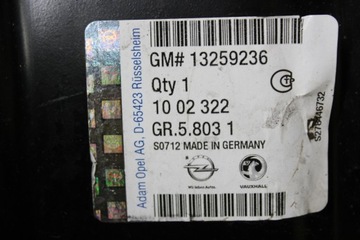 GM# 13259236
Qty 1
10 02 322
GR.5.803 1
S0712 MADE IN GERMANY
Adam Opel AG, D-65423 Rüsselsheim
VAUXHALL